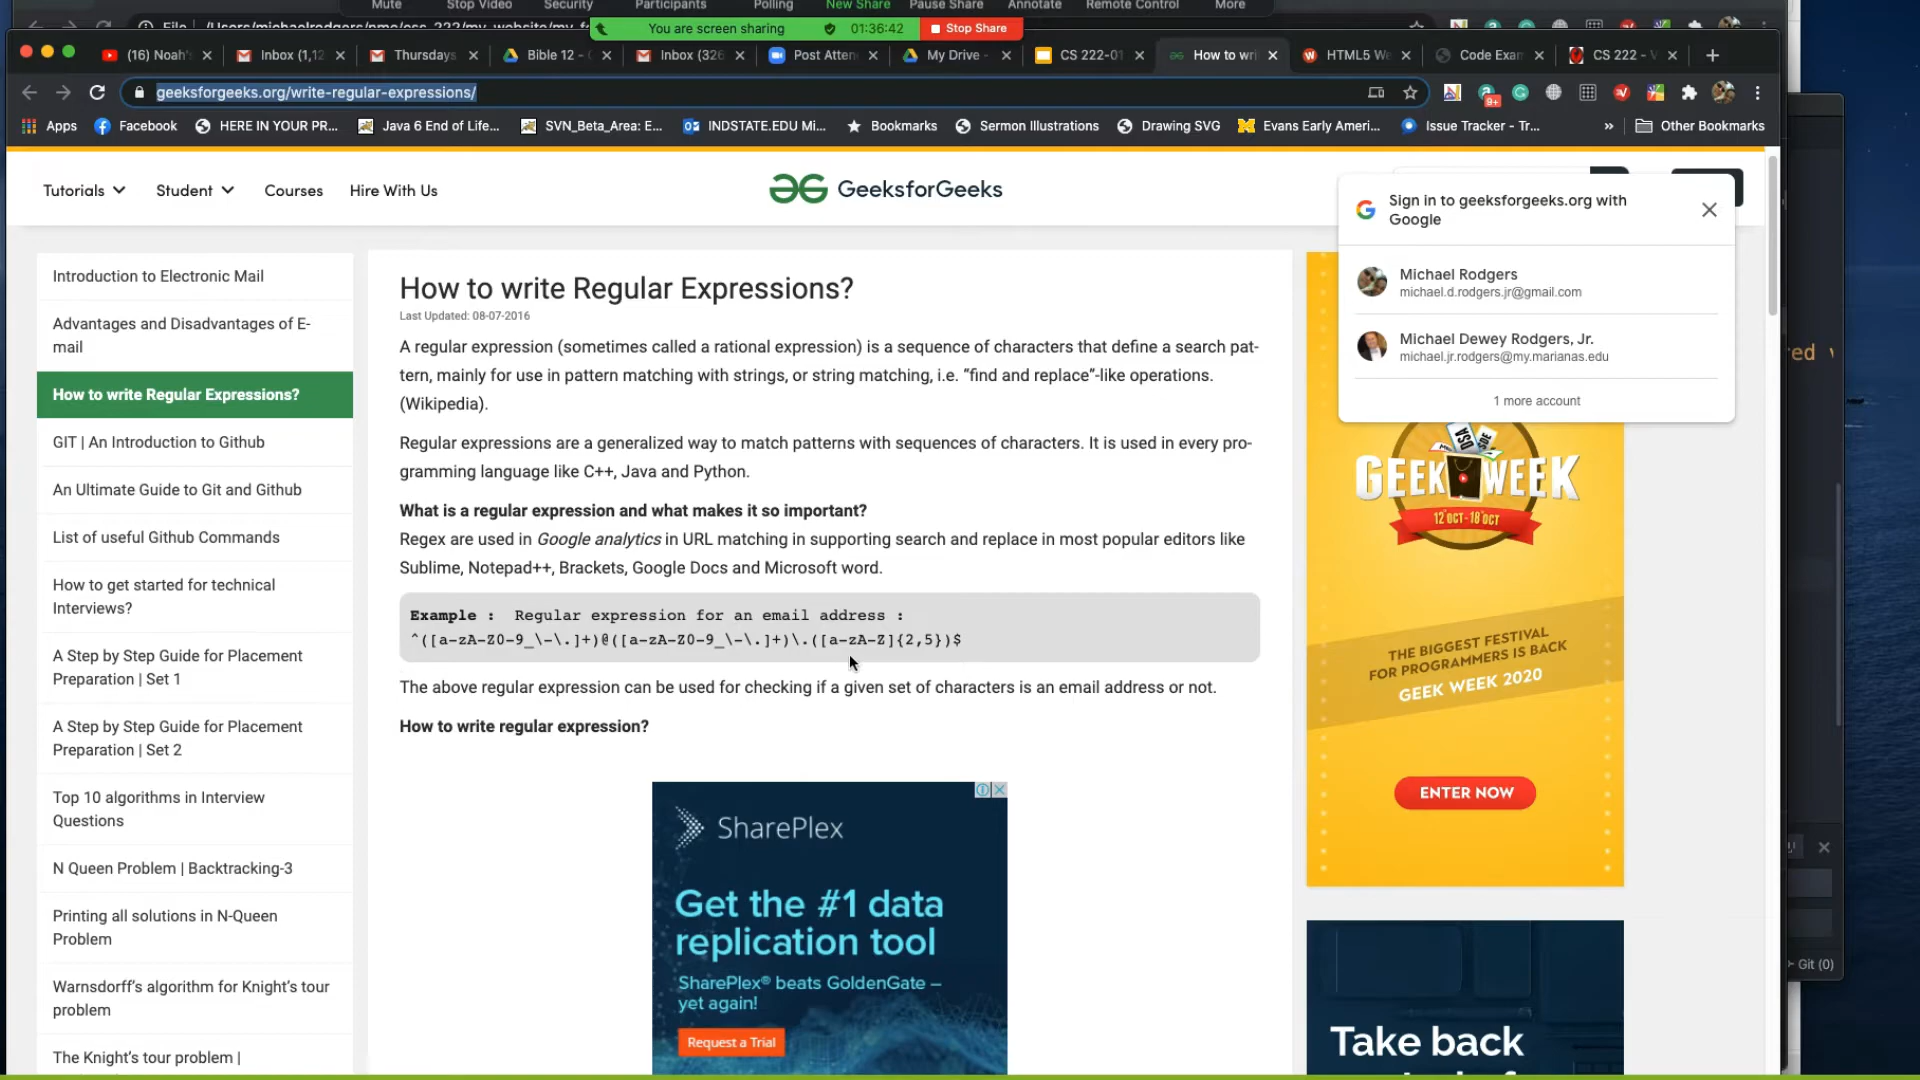 Mute Stop Video Security Participants Polling New Share Pause Share Annotate Remote Control More
You are screen sharing 01:36:42 Stop Share
(16) Noah' Inbox (1,12 Thursdays Bible 12 - Inbox (326 Post Atten My Drive - CS 222-01 How to wri HTML5 We Code Exam CS 222 -
geeksforgeeks.org/write-regular-expressions/
9+
Apps Facebook HERE IN YOUR PR... Java 6 End of Life... SVN_Beta_Area: E... INDSTATE.EDU Mi... Bookmarks Sermon Illustrations Drawing SVG Evans Early Ameri... Issue Tracker - Tr... » Other Bookmarks
Tutorials Student Courses Hire With Us
GeeksforGeeks
Sign in to geeksforgeeks.org with
Google
Michael Rodgers
michael.d.rodgers.jr@gmail.com
Michael Dewey Rodgers, Jr.
michael.jr.rodgers@my.marianas.edu
1 more account
Introduction to Electronic Mail
Advantages and Disadvantages of E-
mail
How to write Regular Expressions?
GIT | An Introduction to Github
An Ultimate Guide to Git and Github
List of useful Github Commands
How to get started for technical
Interviews?
A Step by Step Guide for Placement
Preparation | Set 1
A Step by Step Guide for Placement
Preparation | Set 2
Top 10 algorithms in Interview
Questions
N Queen Problem | Backtracking-3
Printing all solutions in N-Queen
Problem
Warnsdorff's algorithm for Knight's tour
problem
The Knight's tour problem |
How to write Regular Expressions?
Last Updated: 08-07-2016
A regular expression (sometimes called a rational expression) is a sequence of characters that define a search pat-
tern, mainly for use in pattern matching with strings, or string matching, i.e. “find and replace”-like operations.
(Wikipedia).
Regular expressions are a generalized way to match patterns with sequences of characters. It is used in every pro-
gramming language like C++, Java and Python.
What is a regular expression and what makes it so important?
Regex are used in Google analytics in URL matching in supporting search and replace in most popular editors like
Sublime, Notepad++, Brackets, Google Docs and Microsoft word.
Example : Regular expression for an email address :
^([a-zA-Z0-9_\-\.]+)@([a-zA-Z0-9_\-\.]+)\.([a-zA-Z]{2,5})$
The above regular expression can be used for checking if a given set of characters is an email address or not.
How to write regular expression?
SharePlex
Get the #1 data
replication tool
SharePlex® beats GoldenGate –
yet again!
Request a Trial
DSA
GEEK WEEK
12 OCT - 18 OCT
THE BIGGEST FESTIVAL
FOR PROGRAMMERS IS BACK
GEEK WEEK 2020
ENTER NOW
Take back
Git (0)